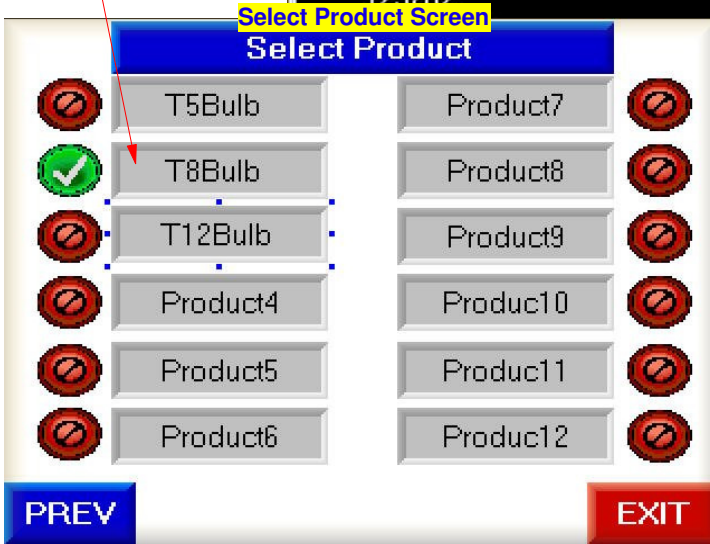 Select Product Screen
Select Product
T5Bulb
Product7
T8Bulb
Product8
T12Bulb
Product9
Product4
Produc10
Product5
Produc11
Product6
Produc12
PREV
EXIT